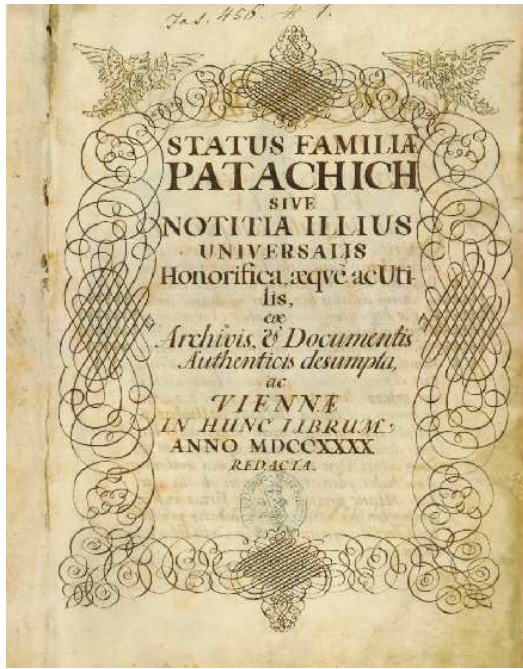 Jas. 456. H 1.
STATUS FAMILIÆ
PATACHICH
SIVE
NOTITIA ILLIUS
UNIVERSALIS
Honorifica, æqvè ac Uti-
lis,
ex
Archivis, & Documentis
Authenticis desumpta,
ac
VIENNÆ
IN HUNC LIBRUM,
ANNO MDCCXXXX
REDACTA.